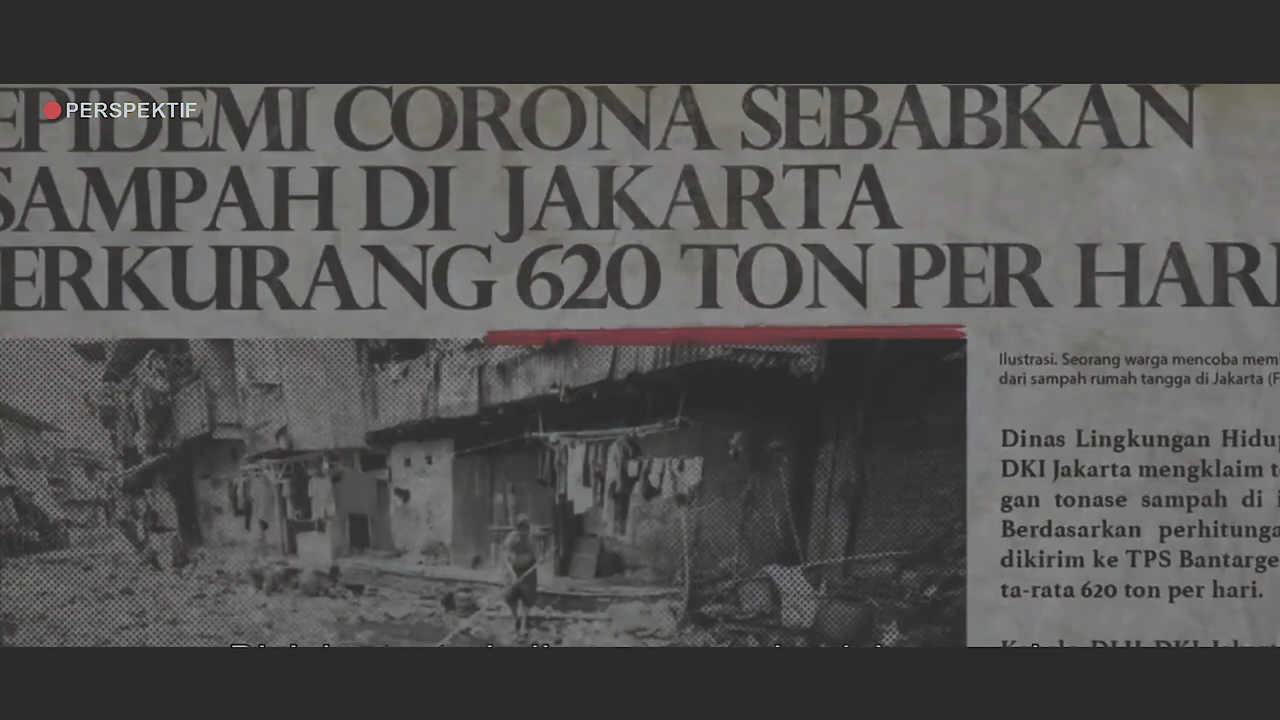 PERSPEKTIF
EPIDEMI CORONA SEBABKAN
SAMPAH DI JAKARTA
ERKURANG 620 TON PER HARI
Ilustrasi. Seorang warga mencoba mem
dari sampah rumah tangga di Jakarta (F
Dinas Lingkungan Hidup
DKI Jakarta mengklaim t
gan tonase sampah di
Berdasarkan perhitunga
dikirim ke TPS Bantarge
ta-rata 620 ton per hari.